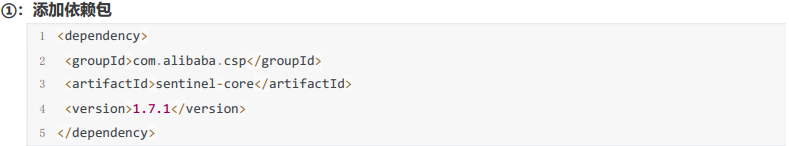 ①：添加依赖包
1 <dependency>
2 <groupId>com.alibaba.csp</groupId>
3 <artifactId>sentinel-core</artifactId>
4 <version>1.7.1</version>
5 </dependency>